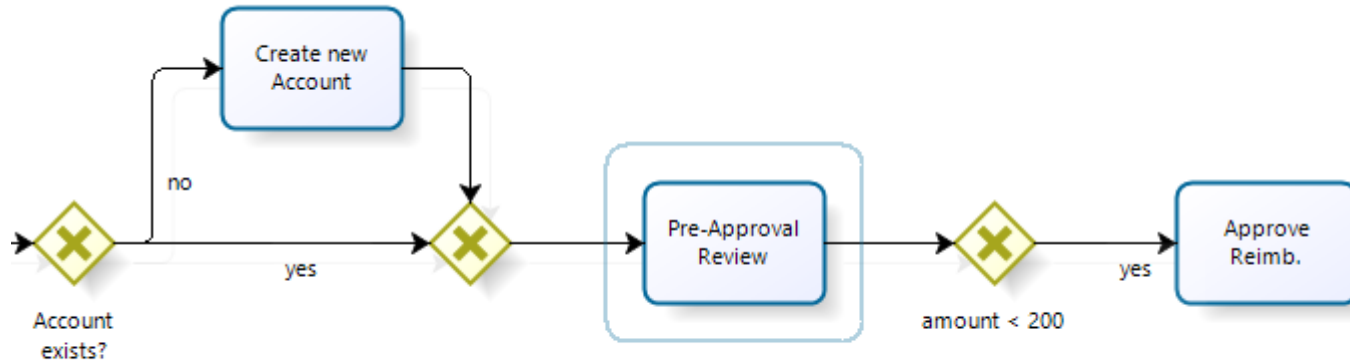 Create new
Account
no
yes
Account
exists?
Pre-Approval
Review
amount < 200
yes
Approve
Reimb.